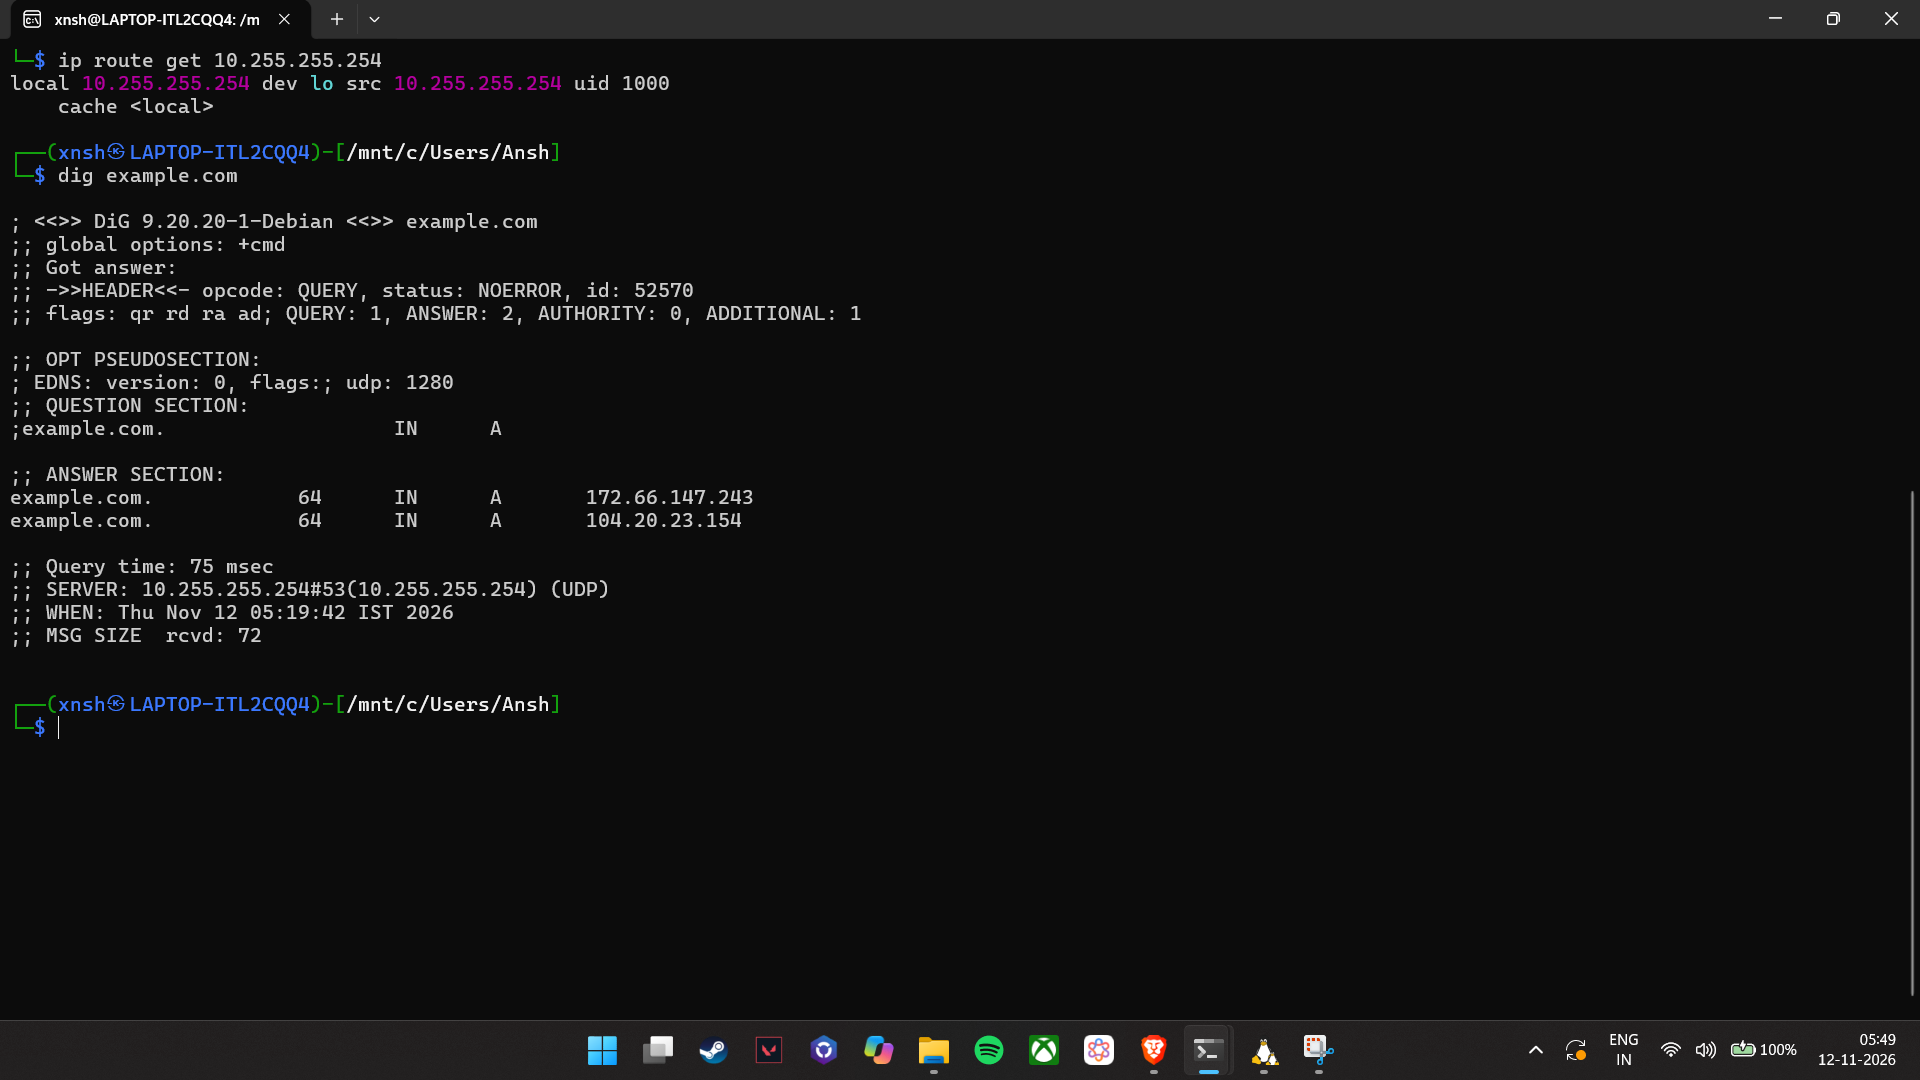 xnsh@LAPTOP-ITL2CQQ4: /m
└─$ ip route get 10.255.255.254
local 10.255.255.254 dev lo src 10.255.255.254 uid 1000
    cache <local>
┌──(xnsh㉿LAPTOP-ITL2CQQ4)-[/mnt/c/Users/Ansh]
└─$ dig example.com
; <<>> DiG 9.20.20-1-Debian <<>> example.com
;; global options: +cmd
;; Got answer:
;; ->>HEADER<<- opcode: QUERY, status: NOERROR, id: 52570
;; flags: qr rd ra ad; QUERY: 1, ANSWER: 2, AUTHORITY: 0, ADDITIONAL: 1
;; OPT PSEUDOSECTION:
; EDNS: version: 0, flags:; udp: 1280
;; QUESTION SECTION:
;example.com.                   IN      A
;; ANSWER SECTION:
example.com.            64      IN      A       172.66.147.243
example.com.            64      IN      A       104.20.23.154
;; Query time: 75 msec
;; SERVER: 10.255.255.254#53(10.255.255.254) (UDP)
;; WHEN: Thu Nov 12 05:19:42 IST 2026
;; MSG SIZE  rcvd: 72
┌──(xnsh㉿LAPTOP-ITL2CQQ4)-[/mnt/c/Users/Ansh]
└─$
ENG
IN
100%
05:49
12-11-2026